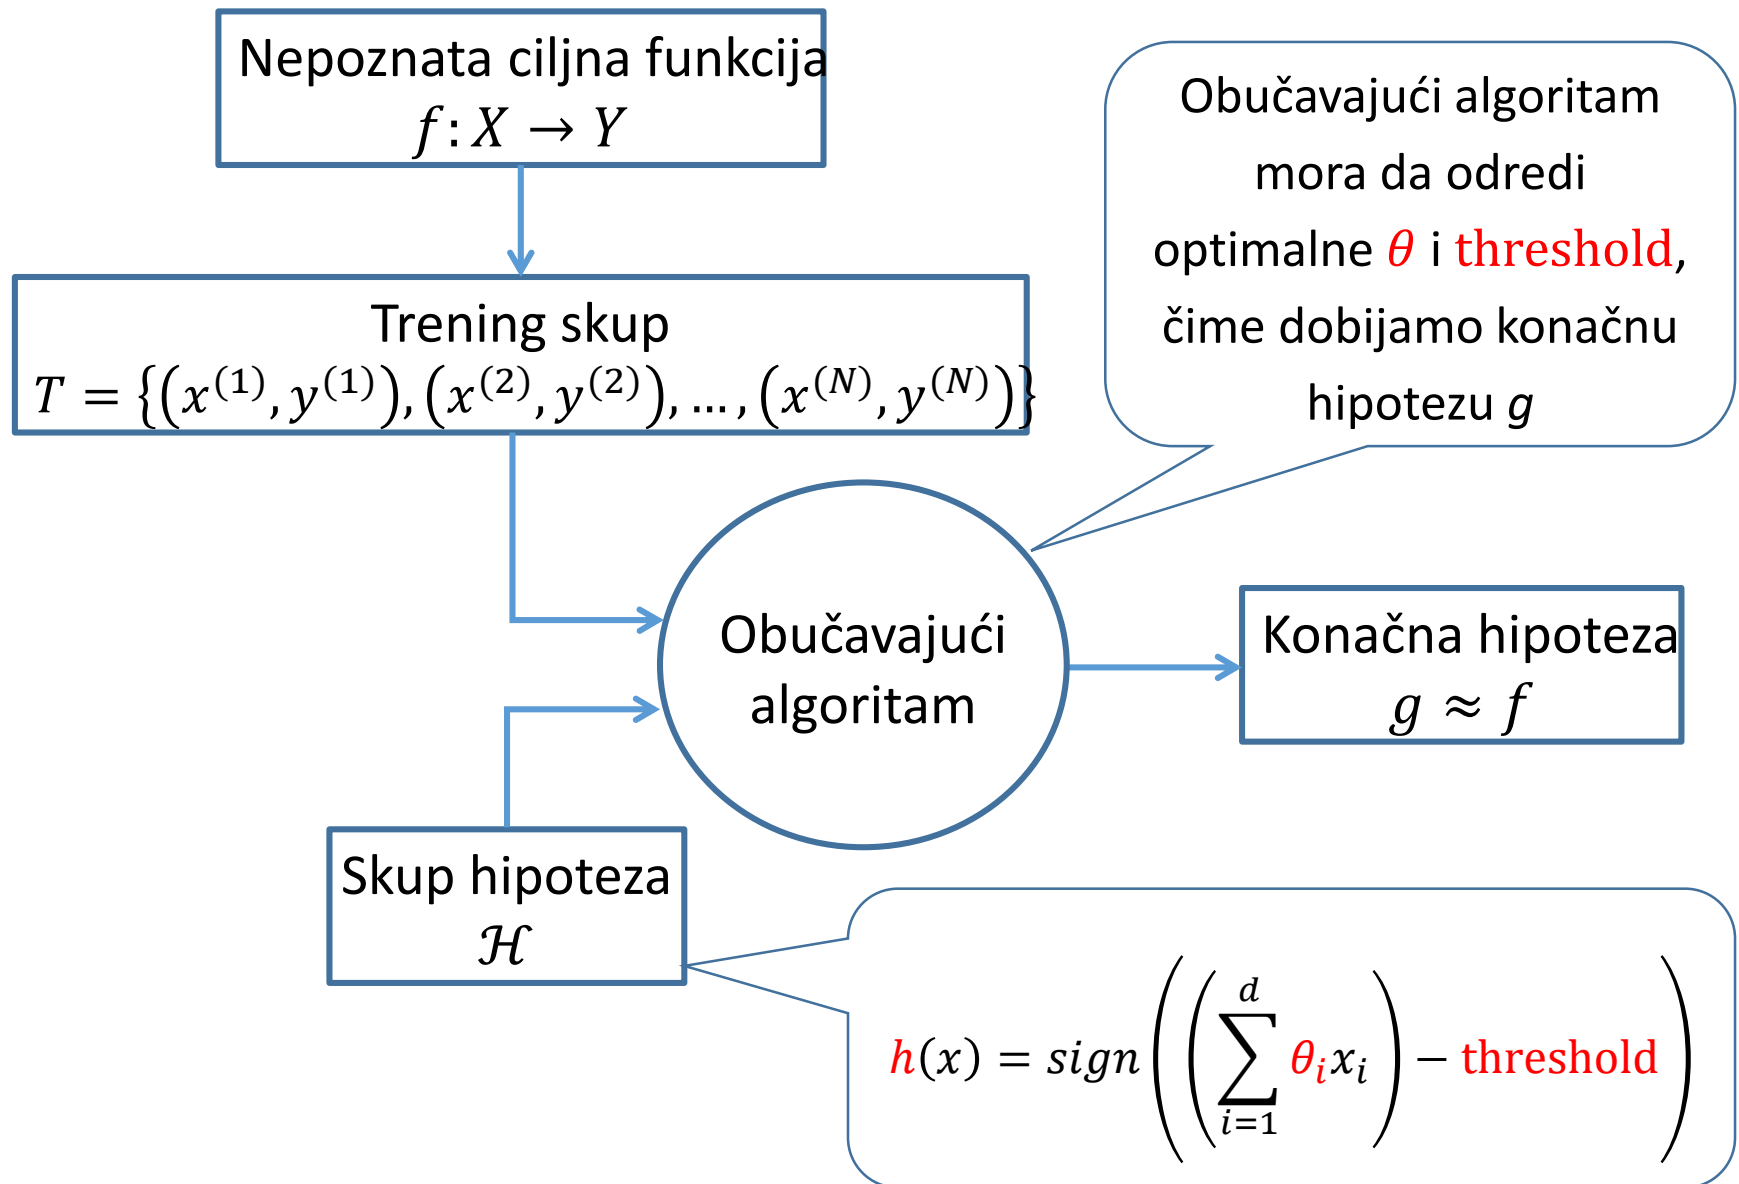 Nepoznata ciljna funkcija
f: X → Y
Obučavajući algoritam
mora da odredi
optimalne θ i threshold,
čime dobijamo konačnu
hipotezu g
Trening skup
T = {(x^(1), y^(1)), (x^(2), y^(2)), …, (x^(N), y^(N))}
Obučavajući
algoritam
Konačna hipoteza
g ≈ f
Skup hipoteza
ℋ
h(x) = sign((∑_{i=1}^{d} θ_i x_i) − threshold)